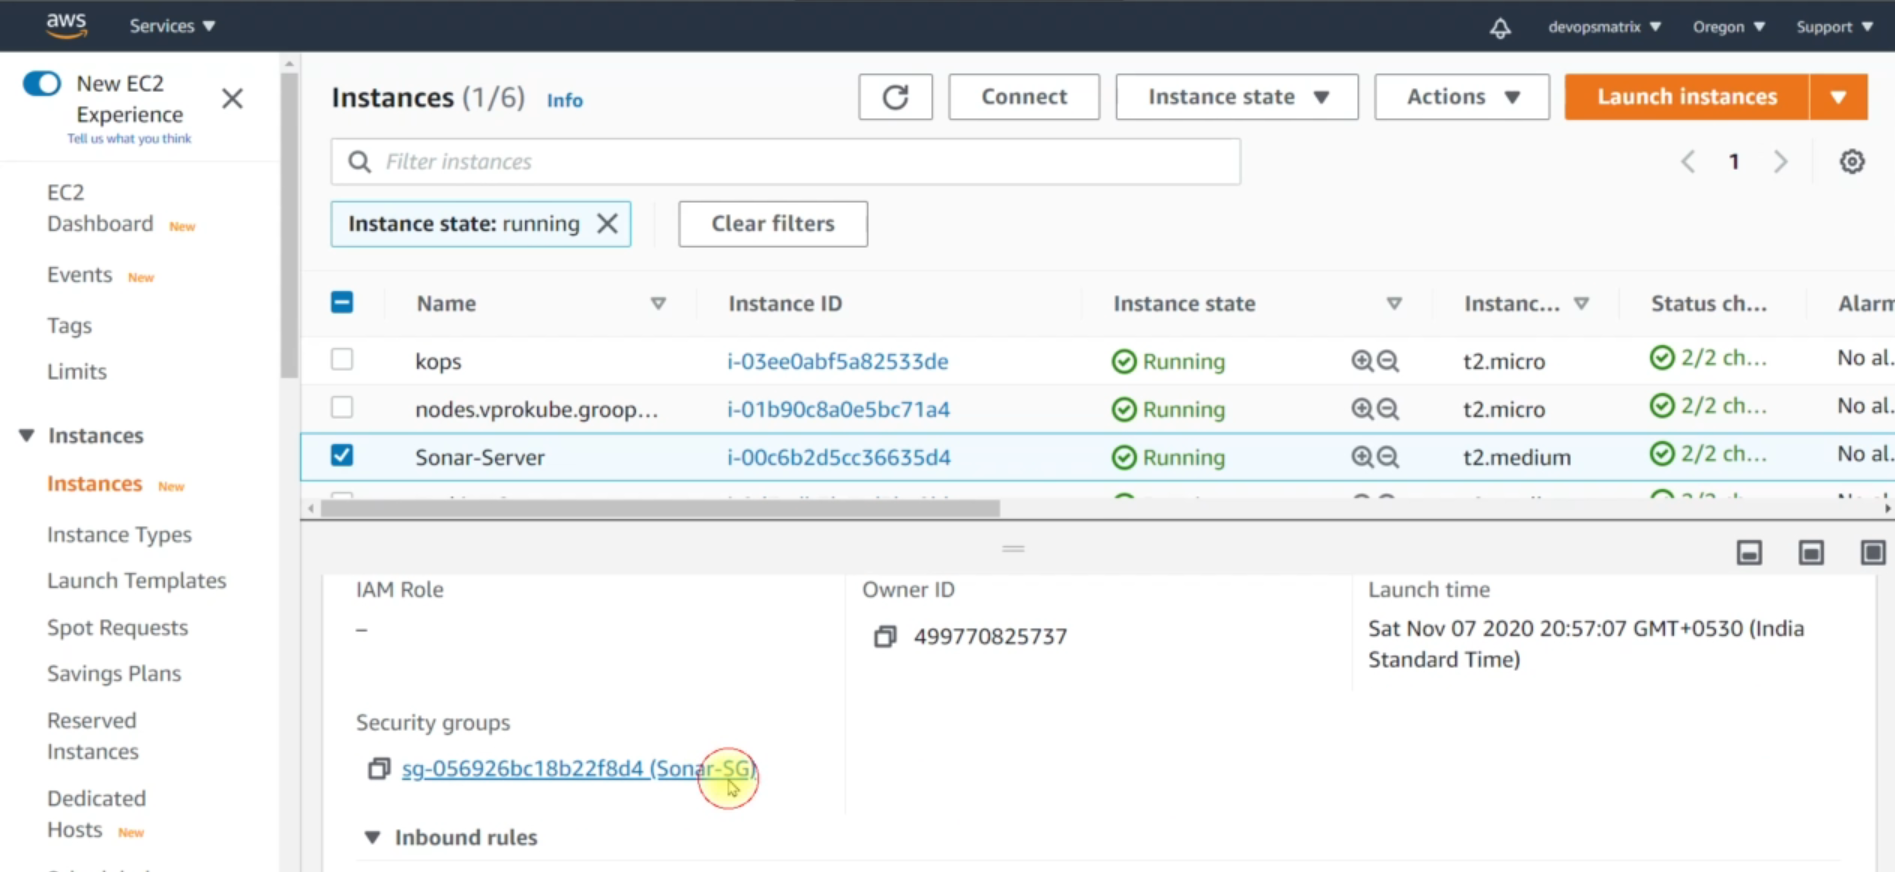 aws Services ▼ devopsmatrix ▼ Oregon ▼ Support ▼
New EC2
Experience
Tell us what you think
EC2
Dashboard New
Events New
Tags
Limits
Instances
Instances New
Instance Types
Launch Templates
Spot Requests
Savings Plans
Reserved
Instances
Dedicated
Hosts New
Instances (1/6) Info Connect Instance state ▼ Actions ▼ Launch instances ▼
Filter instances 1
Instance state: running Clear filters
Name Instance ID Instance state Instanc... Status ch... Alarm
kops i-03ee0abf5a82533de Running t2.micro 2/2 ch... No al.
nodes.vprokube.groop... i-01b90c8a0e5bc71a4 Running t2.micro 2/2 ch... No al.
Sonar-Server i-00c6b2d5cc36635d4 Running t2.medium 2/2 ch... No al.
IAM Role Owner ID Launch time
– 499770825737 Sat Nov 07 2020 20:57:07 GMT+0530 (India
Standard Time)
Security groups
sg-056926bc18b22f8d4 (Sonar-SG)
Inbound rules